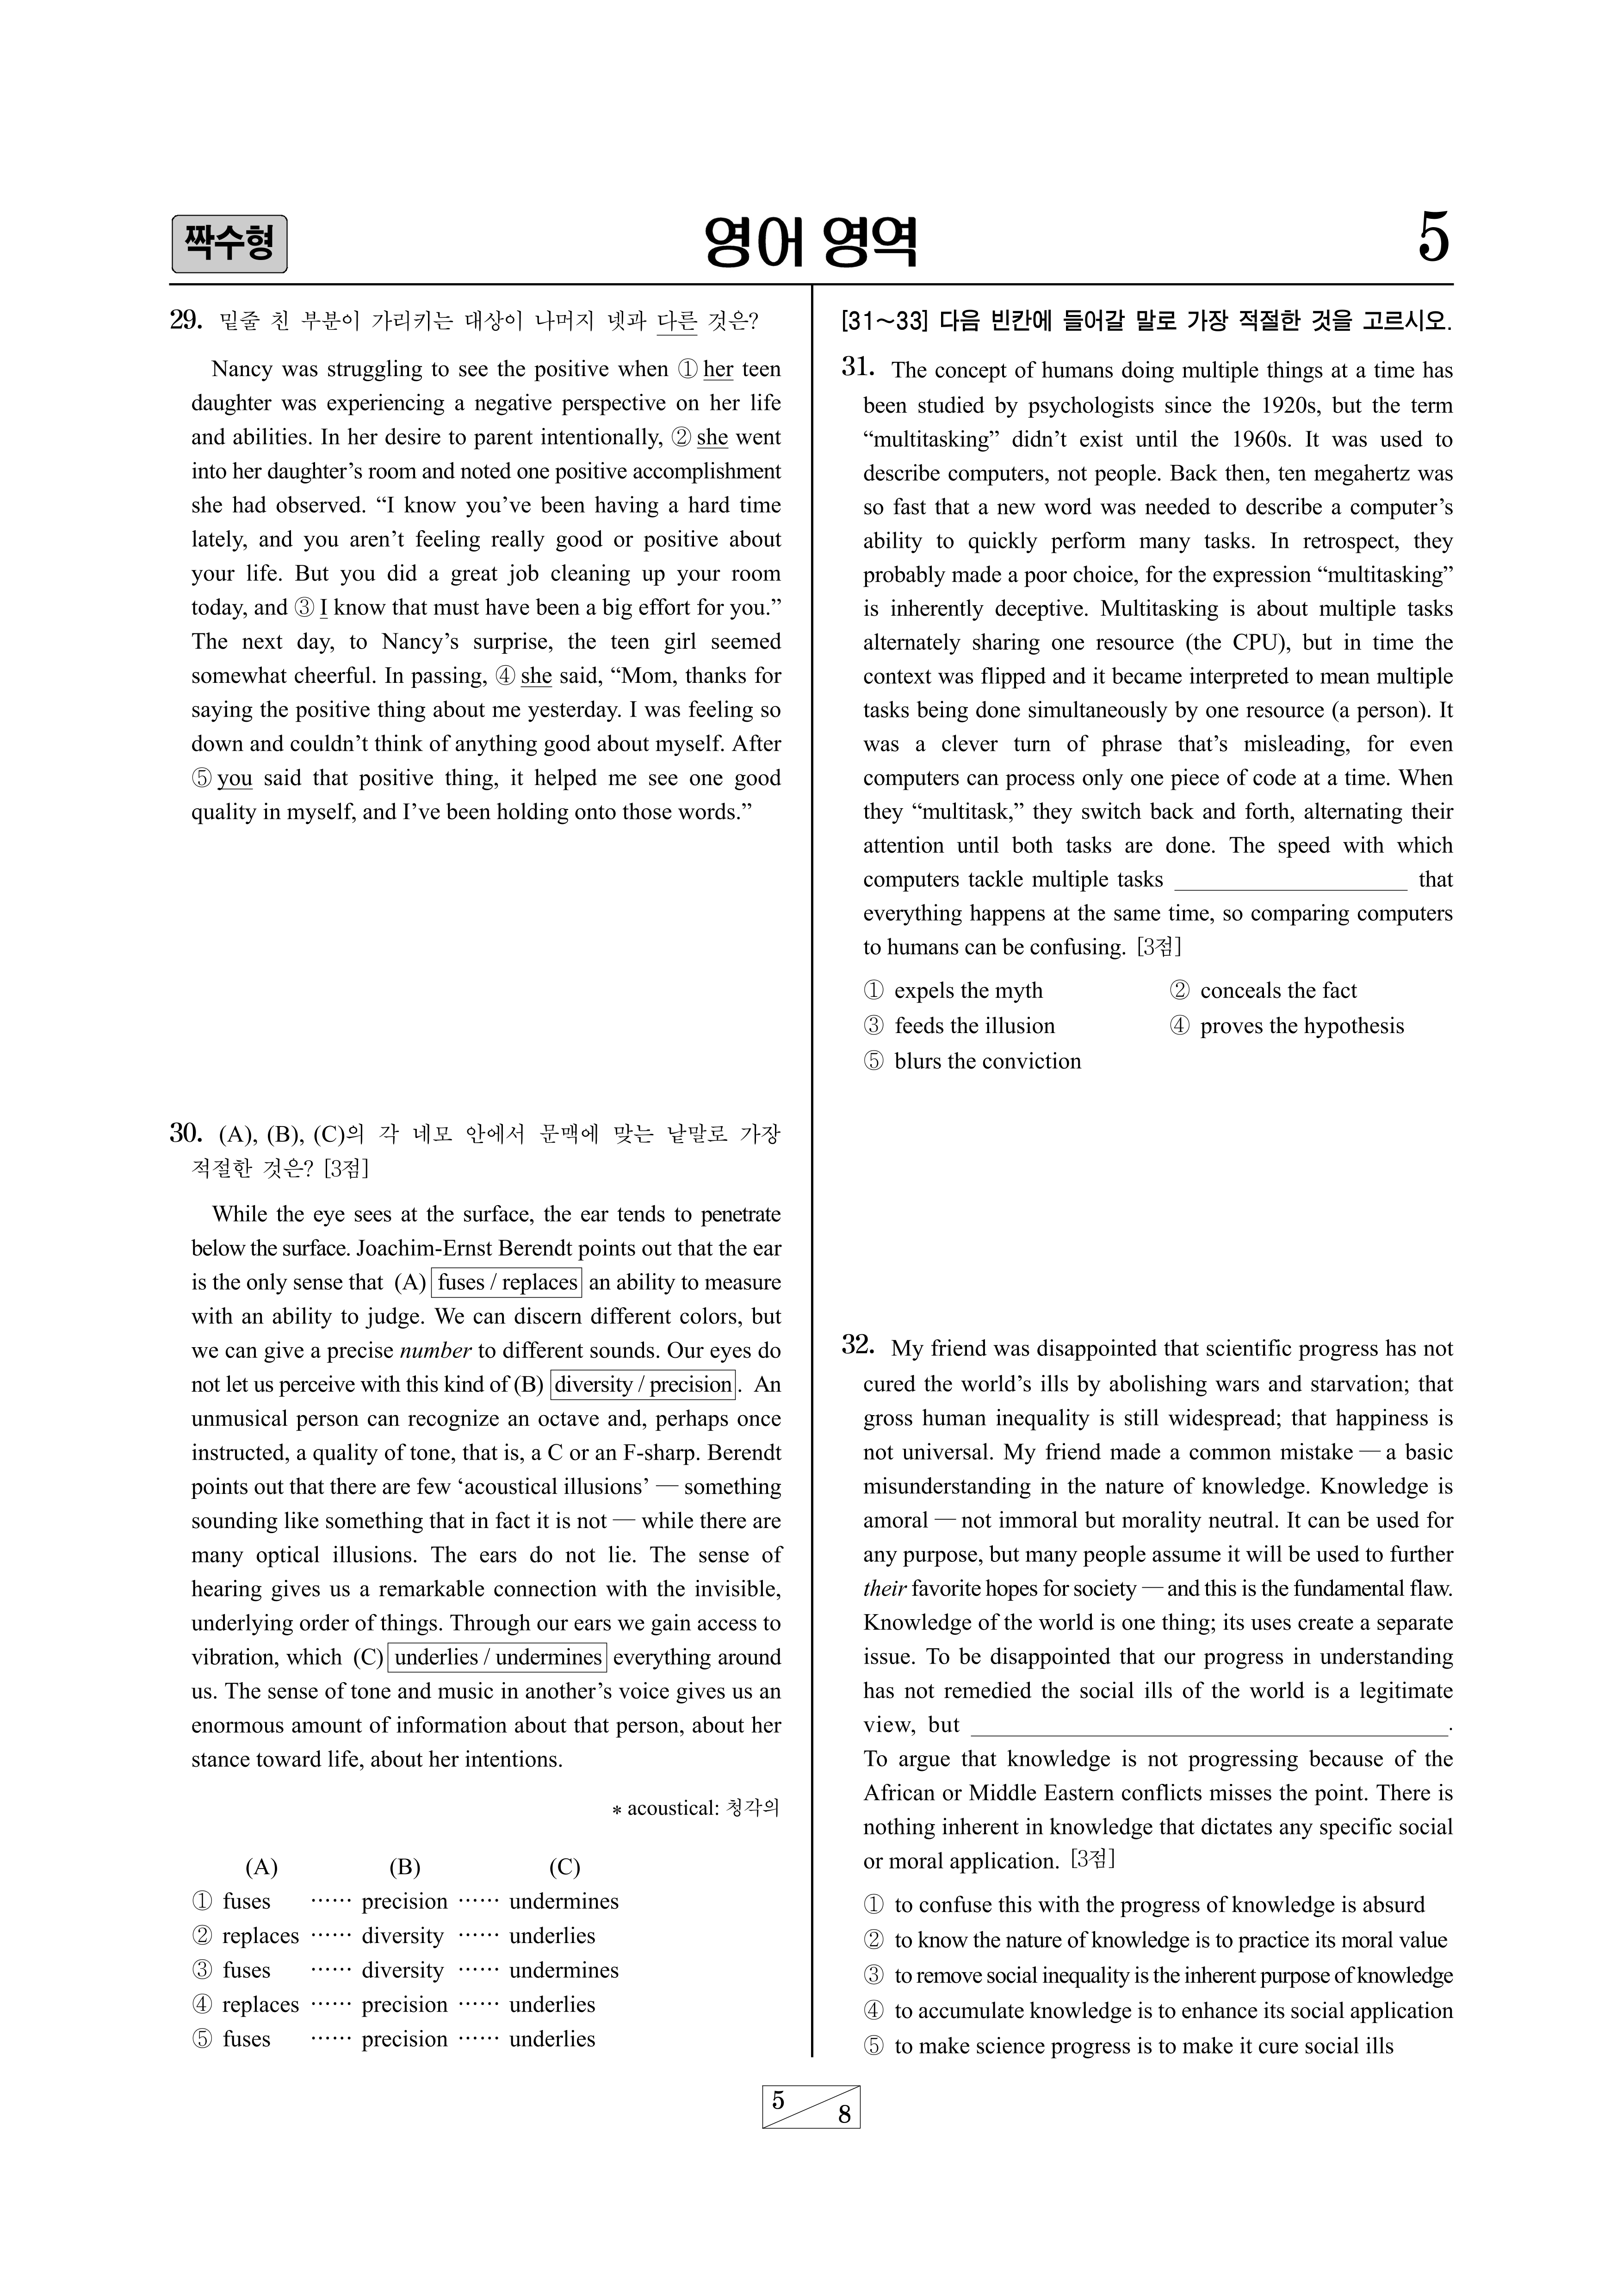 짝수형
영어 영역
5
29. 밑줄 친 부분이 가리키는 대상이 나머지 넷과 다른 것은?
Nancy was struggling to see the positive when ① her teen
daughter was experiencing a negative perspective on her life
and abilities. In her desire to parent intentionally, ② she went
into her daughter’s room and noted one positive accomplishment
she had observed. “I know you’ve been having a hard time
lately, and you aren’t feeling really good or positive about
your life. But you did a great job cleaning up your room
today, and ③ I know that must have been a big effort for you.”
The next day, to Nancy’s surprise, the teen girl seemed
somewhat cheerful. In passing, ④ she said, “Mom, thanks for
saying the positive thing about me yesterday. I was feeling so
down and couldn’t think of anything good about myself. After
⑤ you said that positive thing, it helped me see one good
quality in myself, and I’ve been holding onto those words.”
30. (A), (B), (C)의 각 네모 안에서 문맥에 맞는 낱말로 가장
적절한 것은? [3점]
While the eye sees at the surface, the ear tends to penetrate
below the surface. Joachim-Ernst Berendt points out that the ear
is the only sense that (A) fuses / replaces an ability to measure
with an ability to judge. We can discern different colors, but
we can give a precise number to different sounds. Our eyes do
not let us perceive with this kind of (B) diversity / precision. An
unmusical person can recognize an octave and, perhaps once
instructed, a quality of tone, that is, a C or an F-sharp. Berendt
points out that there are few ‘acoustical illusions’ — something
sounding like something that in fact it is not — while there are
many optical illusions. The ears do not lie. The sense of
hearing gives us a remarkable connection with the invisible,
underlying order of things. Through our ears we gain access to
vibration, which (C) underlies / undermines everything around
us. The sense of tone and music in another’s voice gives us an
enormous amount of information about that person, about her
stance toward life, about her intentions.
* acoustical: 청각의
(A) (B) (C)
① fuses …… precision …… undermines
② replaces …… diversity …… underlies
③ fuses …… diversity …… undermines
④ replaces …… precision …… underlies
⑤ fuses …… precision …… underlies
[31~33] 다음 빈칸에 들어갈 말로 가장 적절한 것을 고르시오.
31. The concept of humans doing multiple things at a time has
been studied by psychologists since the 1920s, but the term
“multitasking” didn’t exist until the 1960s. It was used to
describe computers, not people. Back then, ten megahertz was
so fast that a new word was needed to describe a computer’s
ability to quickly perform many tasks. In retrospect, they
probably made a poor choice, for the expression “multitasking”
is inherently deceptive. Multitasking is about multiple tasks
alternately sharing one resource (the CPU), but in time the
context was flipped and it became interpreted to mean multiple
tasks being done simultaneously by one resource (a person). It
was a clever turn of phrase that’s misleading, for even
computers can process only one piece of code at a time. When
they “multitask,” they switch back and forth, alternating their
attention until both tasks are done. The speed with which
computers tackle multiple tasks ____________ that
everything happens at the same time, so comparing computers
to humans can be confusing. [3점]
① expels the myth ② conceals the fact
③ feeds the illusion ④ proves the hypothesis
⑤ blurs the conviction
32. My friend was disappointed that scientific progress has not
cured the world’s ills by abolishing wars and starvation; that
gross human inequality is still widespread; that happiness is
not universal. My friend made a common mistake — a basic
misunderstanding in the nature of knowledge. Knowledge is
amoral — not immoral but morality neutral. It can be used for
any purpose, but many people assume it will be used to further
their favorite hopes for society — and this is the fundamental flaw.
Knowledge of the world is one thing; its uses create a separate
issue. To be disappointed that our progress in understanding
has not remedied the social ills of the world is a legitimate
view, but ____________.
To argue that knowledge is not progressing because of the
African or Middle Eastern conflicts misses the point. There is
nothing inherent in knowledge that dictates any specific social
or moral application. [3점]
① to confuse this with the progress of knowledge is absurd
② to know the nature of knowledge is to practice its moral value
③ to remove social inequality is the inherent purpose of knowledge
④ to accumulate knowledge is to enhance its social application
⑤ to make science progress is to make it cure social ills
5
8